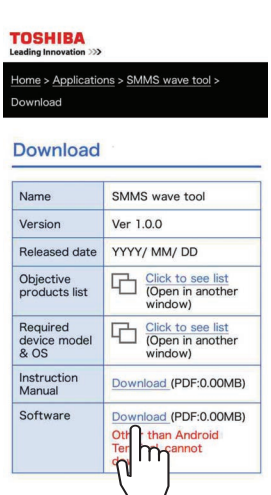 TOSHIBA
Leading Innovation >>>
Home > Applications > SMMS wave tool >
Download
Download
Name SMMS wave tool
Version Ver 1.0.0
Released date YYYY/ MM/ DD
Objective
products list
Click to see list
(Open in another
window)
Required
device model
& OS
Click to see list
(Open in another
window)
Instruction
Manual
Download (PDF:0.00MB)
Software Download (PDF:0.00MB)
than Android
cannot